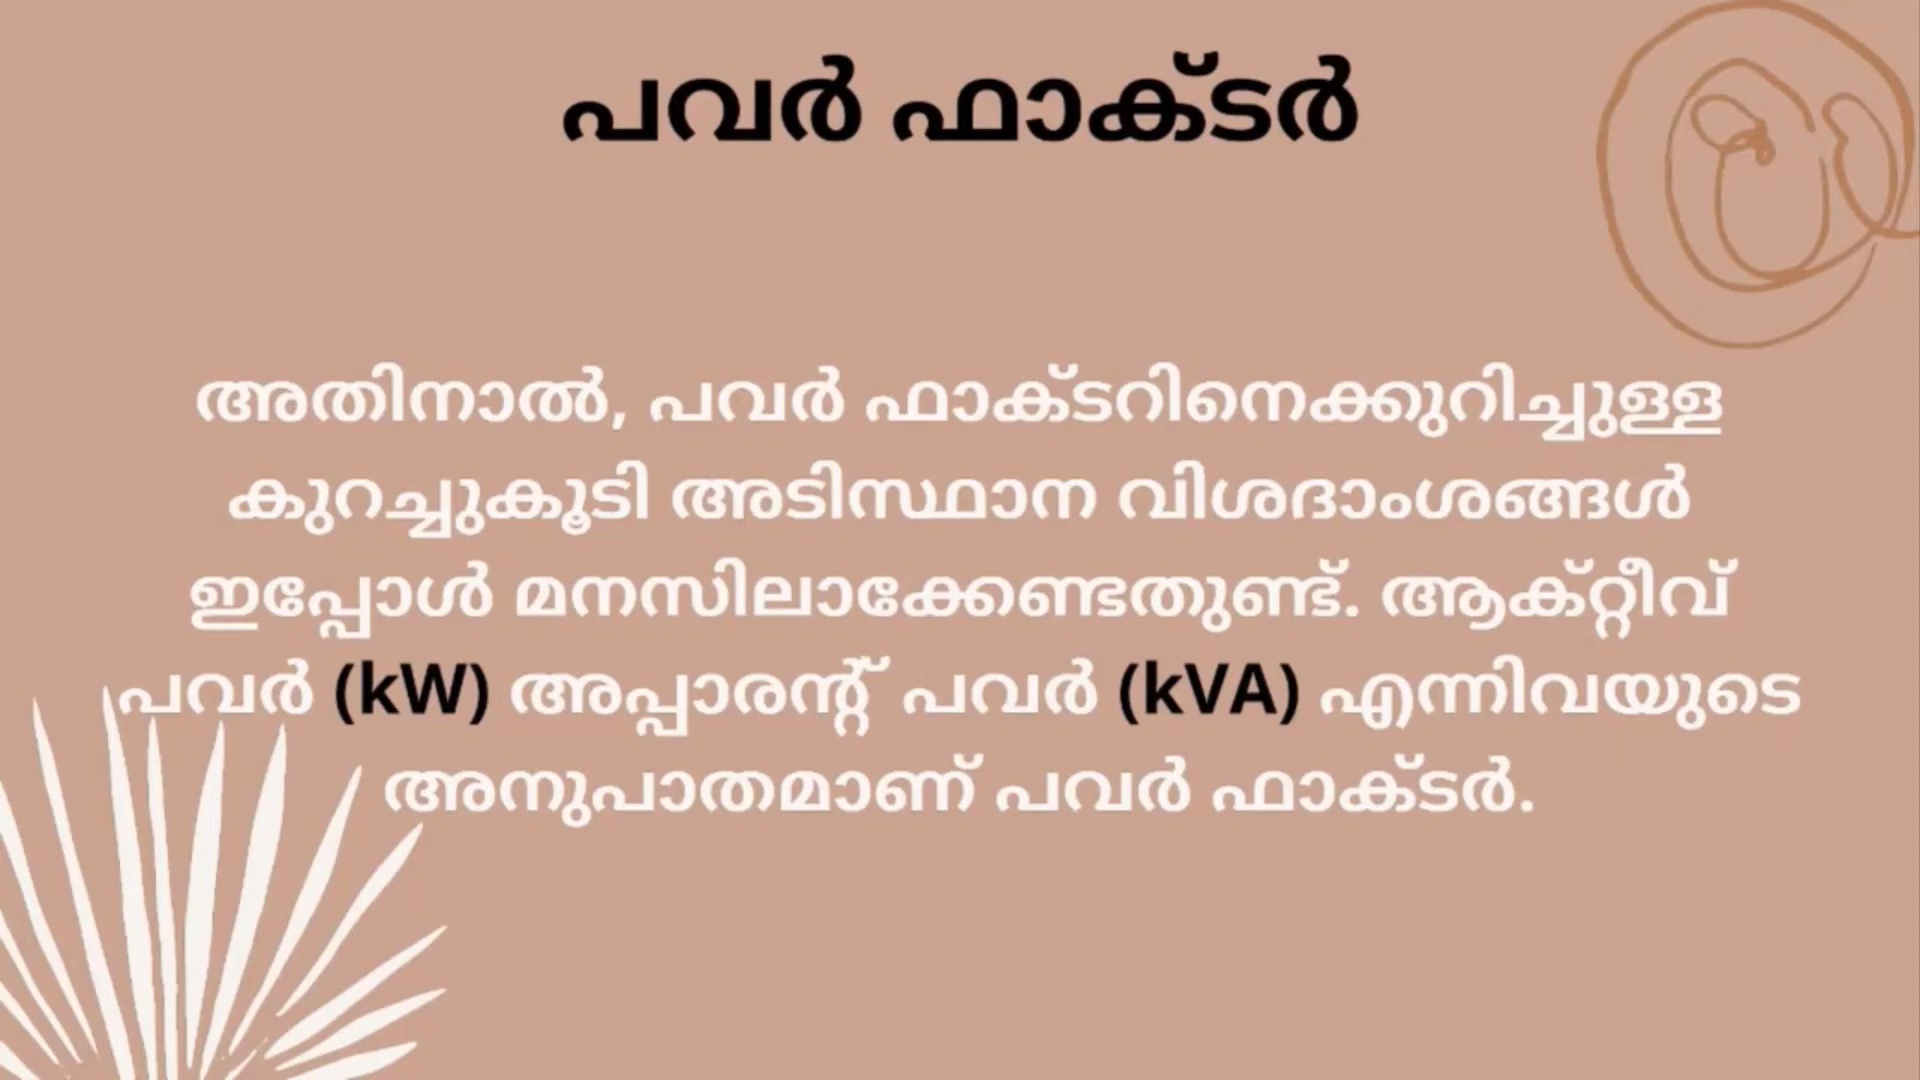 പവർ ഫാക്ടർ
അതിനാൽ, പവർ ഫാക്ടറിനെക്കുറിച്ചുള്ള
കുറച്ചുകൂടി അടിസ്ഥാന വിശദാംശങ്ങൾ
ഇപ്പോൾ മനസിലാക്കേണ്ടതുണ്ട്. ആക്റ്റീവ്
പവർ (kW) അപ്പാരന്റ് പവർ (kVA) എന്നിവയുടെ
അനുപാതമാണ് പവർ ഫാക്ടർ.